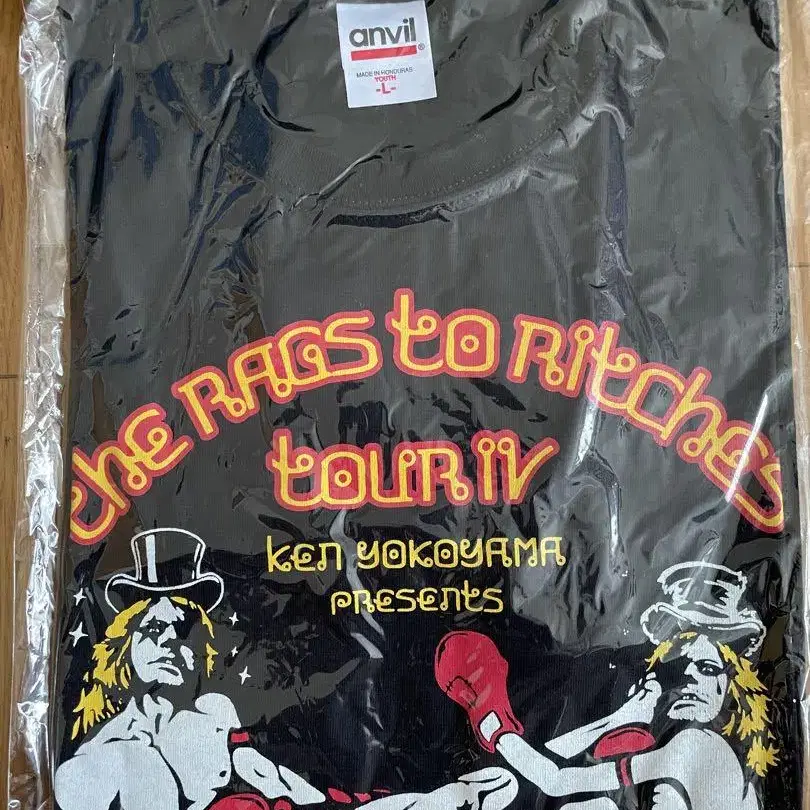 anvil®
MADE IN HONDURAS
YOUTH
-L-
the RAGS to Ritches
tour IV
Ken Yokoyama
Presents